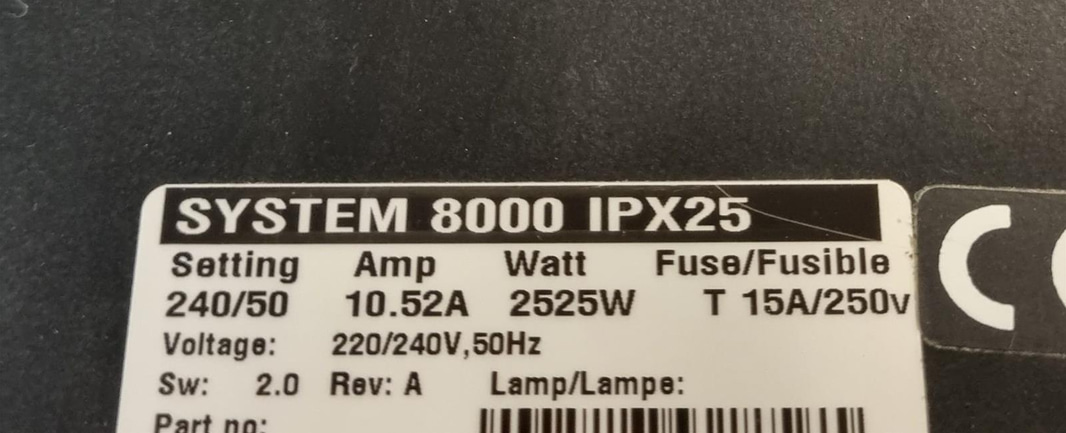 SYSTEM 8000 IPX25
Setting Amp Watt Fuse/Fusible
240/50 10.52A 2525W T 15A/250v
Voltage: 220/240V,50Hz
Sw: 2.0 Rev: A Lamp/Lampe:
Part no:
CE